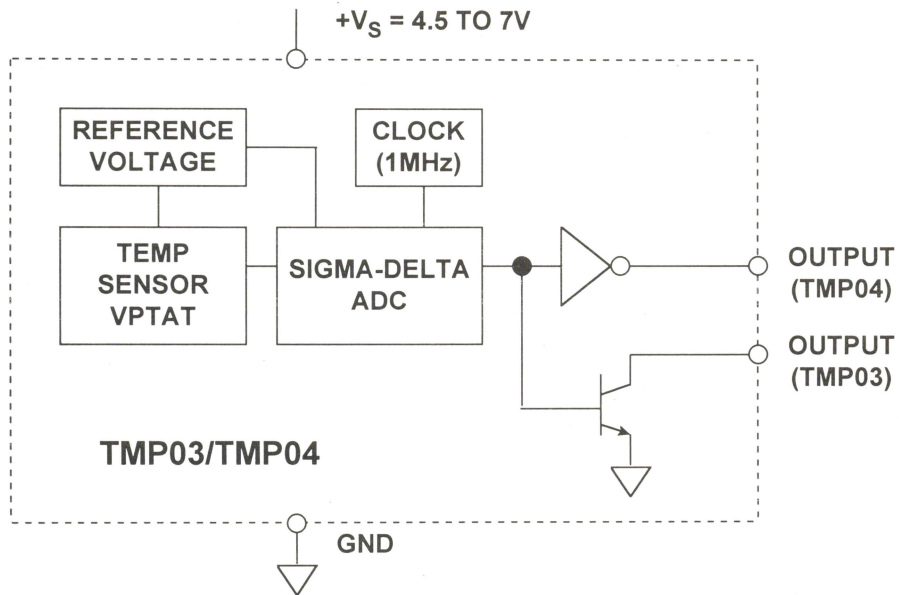 +VS = 4.5 TO 7V
REFERENCE
VOLTAGE
CLOCK
(1MHz)
TEMP
SENSOR
VPTAT
SIGMA-DELTA
ADC
OUTPUT
(TMP04)
OUTPUT
(TMP03)
TMP03/TMP04
GND